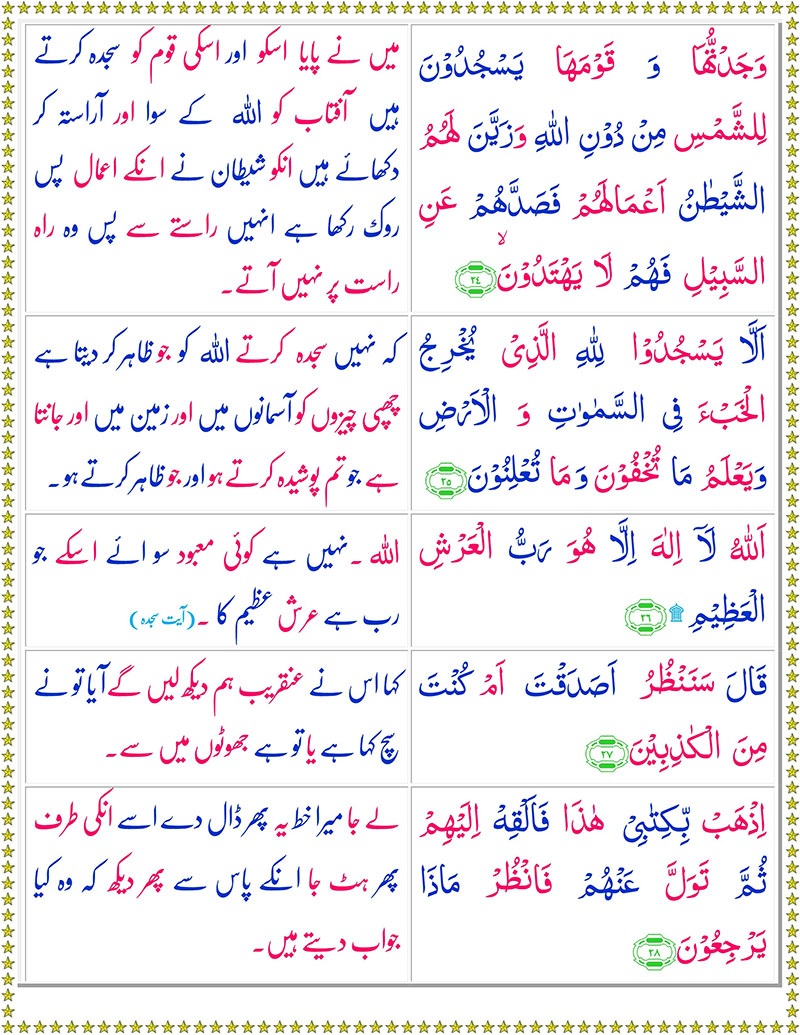 وَجَدْتُّهَا وَ قَوْمَهَا يَسْجُدُوْنَ
لِلشَّمْسِ مِنْ دُوْنِ اللهِ وَزَيَّنَ لَهُمُ
الشَّيْطٰنُ اَعْمَالَهُمْ فَصَدَّهُمْ عَنِ
السَّبِيْلِ فَهُمْ لَا يَهْتَدُوْنَ ۙ ٢٤
میں نے پایا اسکو اور اسکی قوم کو سجدہ کرتے
ہیں آفتاب کو اللہ کے سوا اور آراستہ کر
دکھائے ہیں انکو شیطان نے انکے اعمال پس
روک رکھا ہے انہیں راستے سے پس وہ راہ
راست پر نہیں آتے۔
اَلَّا يَسْجُدُوْا لِلّٰهِ الَّذِىْ يُخْرِجُ
الْخَبْءَ فِى السَّمٰوٰتِ وَ الْاَرْضِ
وَيَعْلَمُ مَا تُخْفُوْنَ وَمَا تُعْلِنُوْنَ ٢٥
کہ نہیں سجدہ کرتے اللہ کو جو ظاہر کر دیتا ہے
چھپی چیزوں کو آسمانوں میں اور زمین میں اور جانتا
ہے جو تم پوشیدہ کرتے ہو اور جو ظاہر کرتے ہو۔
اَللهُ لَاۤ اِلٰهَ اِلَّا هُوَ رَبُّ الْعَرْشِ
الْعَظِيْمِ ۩ ٢٦
اللہ ۔ نہیں ہے کوئی معبود سوائے اسکے جو
رب ہے عرش عظیم کا ۔ (آیت سجدہ)
قَالَ سَنَنْظُرُ اَصَدَقْتَ اَمْ كُنْتَ
مِنَ الْكٰذِبِيْنَ ٢٧
کہا اس نے عنقریب ہم دیکھ لیں گے آیا تو نے
سچ کہا ہے یا تو ہے جھوٹوں میں سے۔
اِذْهَبْ بِّكِتٰبِىْ هٰذَا فَاَلْقِهْ اِلَيْهِمْ
ثُمَّ تَوَلَّ عَنْهُمْ فَانْظُرْ مَاذَا
يَرْجِعُوْنَ ٢٨
لے جا میرا خط یہ پھر ڈال دے اسے انکی طرف
پھر ہٹ جا انکے پاس سے پھر دیکھ کہ وہ کیا
جواب دیتے ہیں۔